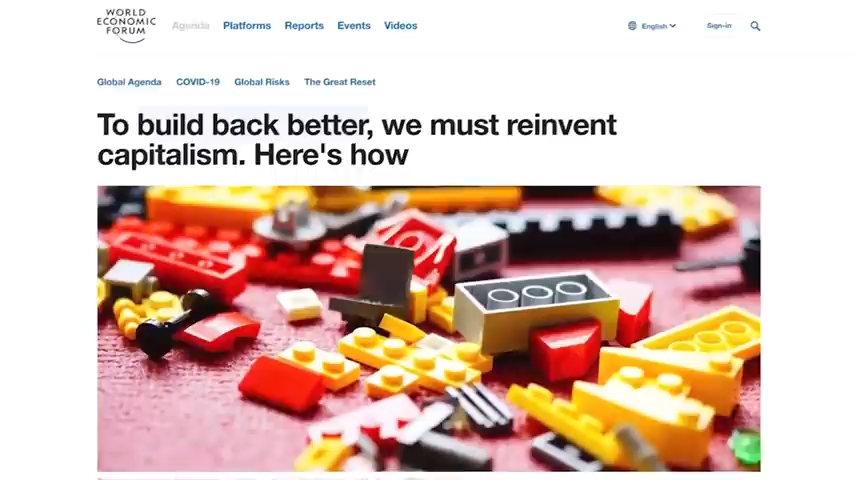 WORLD
ECONOMIC
FORUM
Agenda Platforms Reports Events Videos English Sign-in
Global Agenda COVID-19 Global Risks The Great Reset
To build back better, we must reinvent
capitalism. Here's how